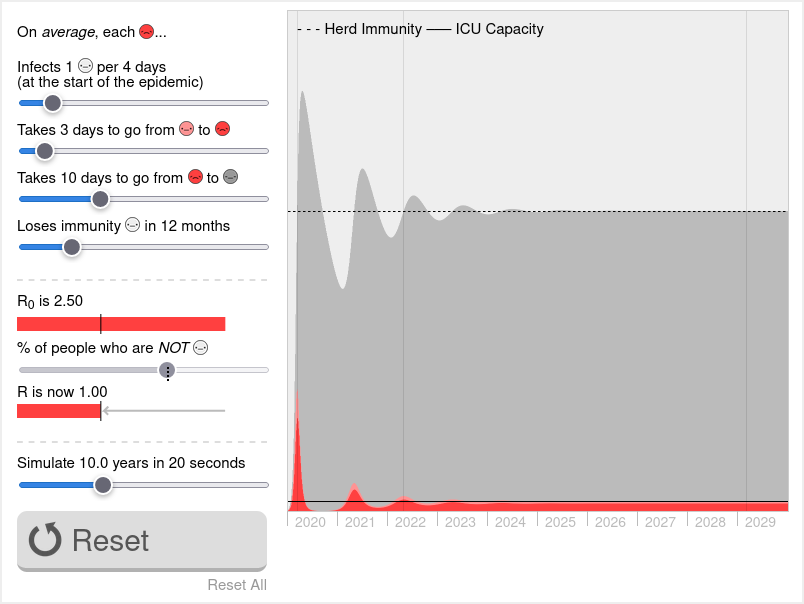 On average, each ...
Infects 1 per 4 days
(at the start of the epidemic)
Takes 3 days to go from to
Takes 10 days to go from to
Loses immunity in 12 months
R0 is 2.50
% of people who are NOT
R is now 1.00
Simulate 10.0 years in 20 seconds
Reset
Reset All
- - - Herd Immunity —— ICU Capacity
2020 2021 2022 2023 2024 2025 2026 2027 2028 2029